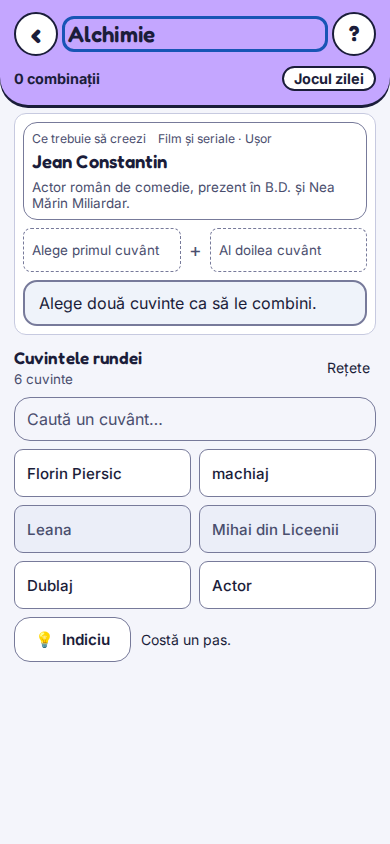 Alchimie
?
0 combinații
Jocul zilei
Ce trebuie să creezi Film și seriale · Ușor
Jean Constantin
Actor român de comedie, prezent în B.D. și Nea
Mărin Miliardar.
Alege primul cuvânt + Al doilea cuvânt
Alege două cuvinte ca să le combini.
Cuvintele rundei
6 cuvinte
Rețete
Caută un cuvânt...
Florin Piersic
machiaj
Leana
Mihai din Liceenii
Dublaj
Actor
Indiciu
Costă un pas.